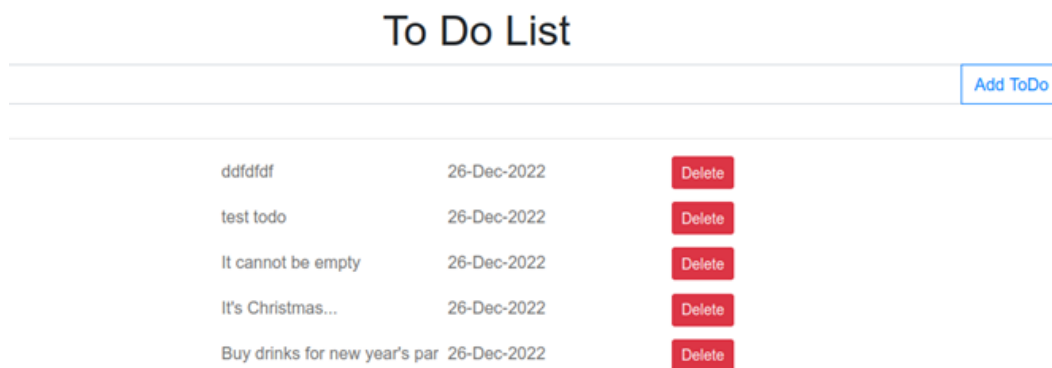 To Do List
Add ToDo
ddfdfdf 26-Dec-2022 Delete
test todo 26-Dec-2022 Delete
It cannot be empty 26-Dec-2022 Delete
It's Christmas... 26-Dec-2022 Delete
Buy drinks for new year's par 26-Dec-2022 Delete